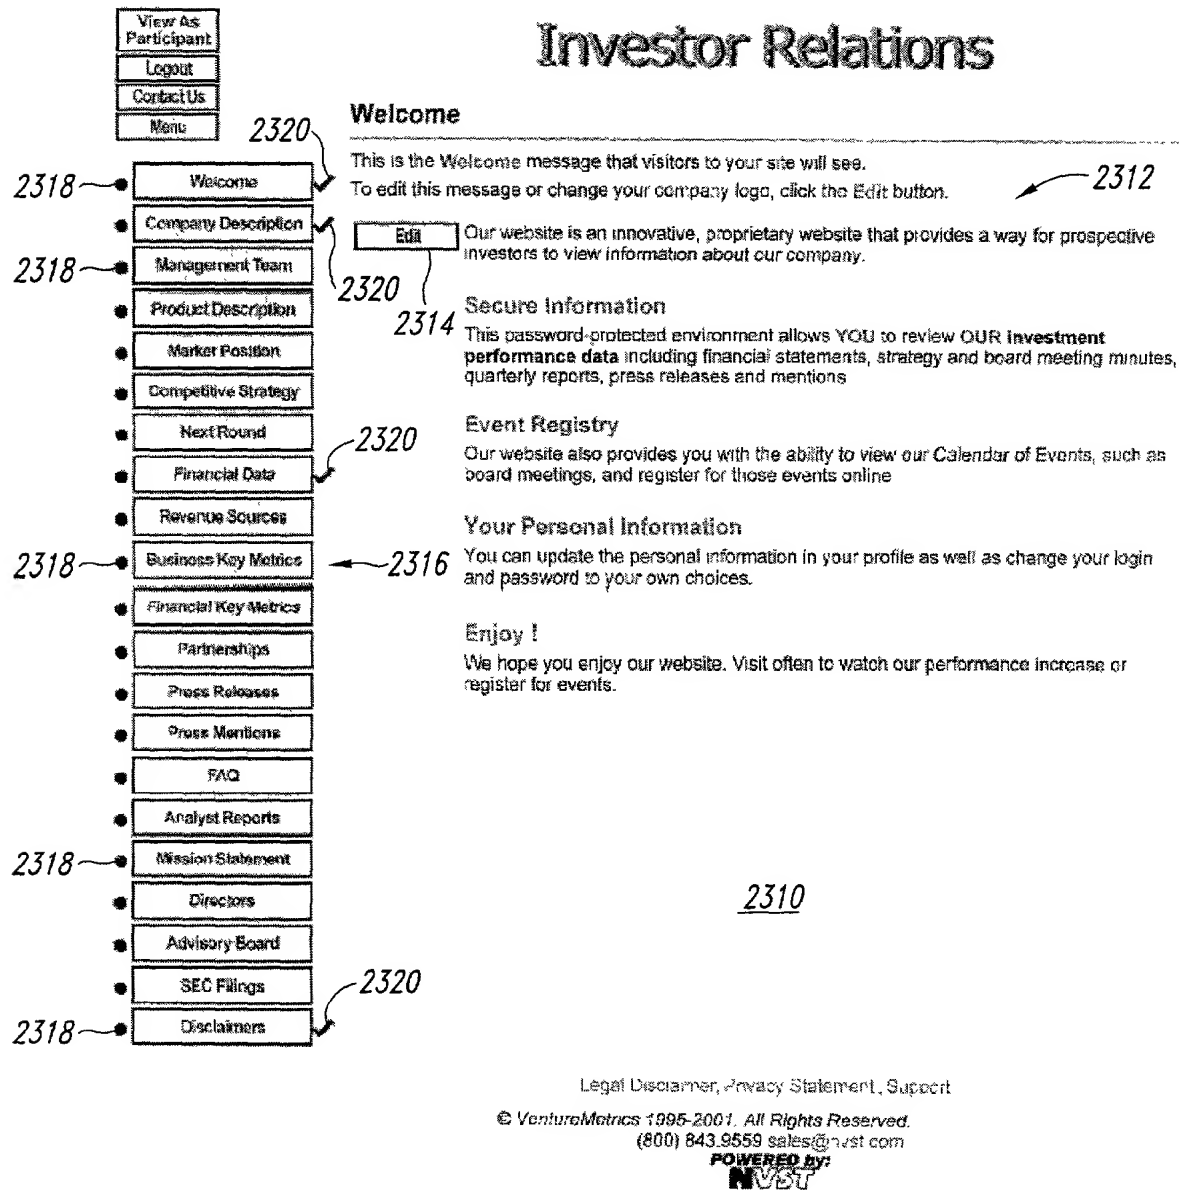 View As
Participant
Logout
Contact Us
Menu
Investor Relations
Welcome
This is the Welcome message that visitors to your site will see.
To edit this message or change your company logo, click the Edit button.
2312
2320
2318 Welcome
Company Description
2320
2318 Management Team
Product Description
Market Position
Competitive Strategy
Next Round
2320
Financial Data
Revenue Sources
2318 Business Key Metrics 2316
Financial Key Metrics
Partnerships
Press Releases
Press Mentions
FAQ
Analyst Reports
2318 Mission Statement
Directors
Advisory Board
SEC Filings
2320
2318 Disclaimers
Edit
2314
Our website is an innovative, proprietary website that provides a way for prospective
investors to view information about our company.
Secure Information
This password-protected environment allows YOU to review OUR investment
performance data including financial statements, strategy and board meeting minutes,
quarterly reports, press releases and mentions
Event Registry
Our website also provides you with the ability to view our Calendar of Events, such as
board meetings, and register for those events online
Your Personal Information
You can update the personal information in your profile as well as change your login
and password to your own choices.
Enjoy !
We hope you enjoy our website. Visit often to watch our performance increase or
register for events.
2310
Legal Disclaimer, Privacy Statement, Support
© VentureMetrics 1995-2001. All Rights Reserved.
(800) 843.9559 sales@nvst.com
POWERED by:
NVST